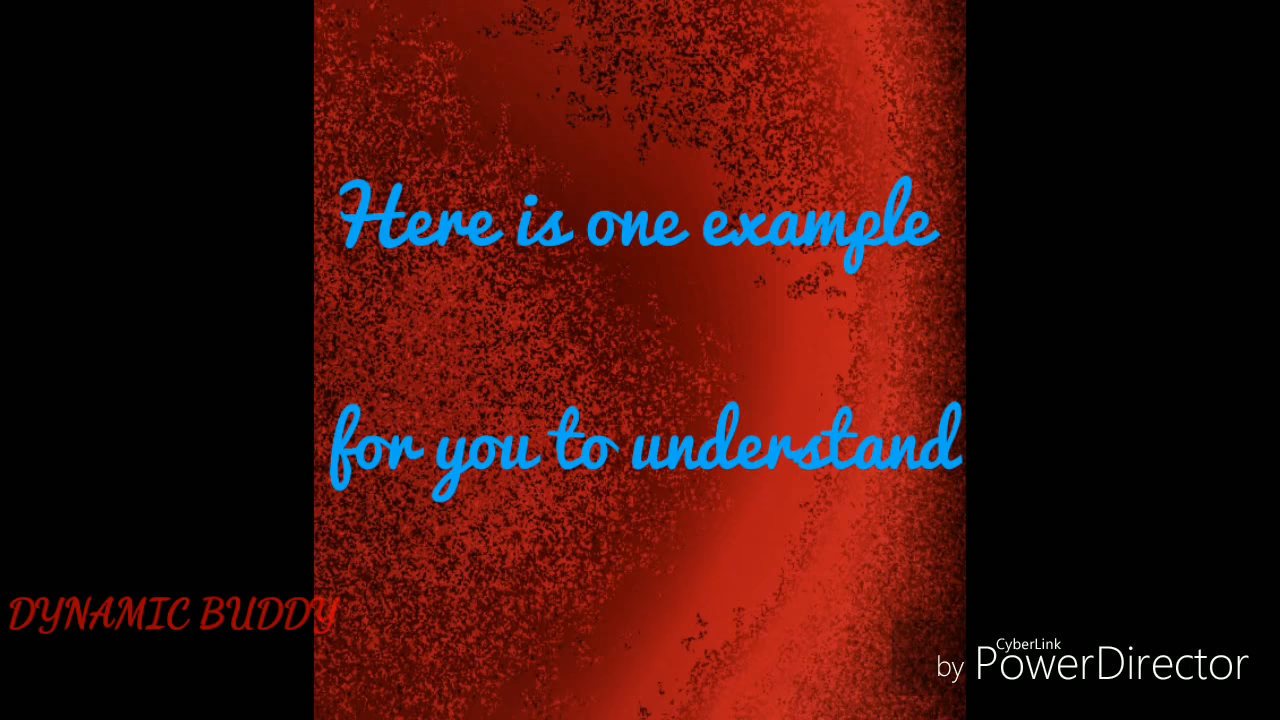 Here is one example
for you to understand
DYNAMIC BUDDY
CyberLink
by PowerDirector